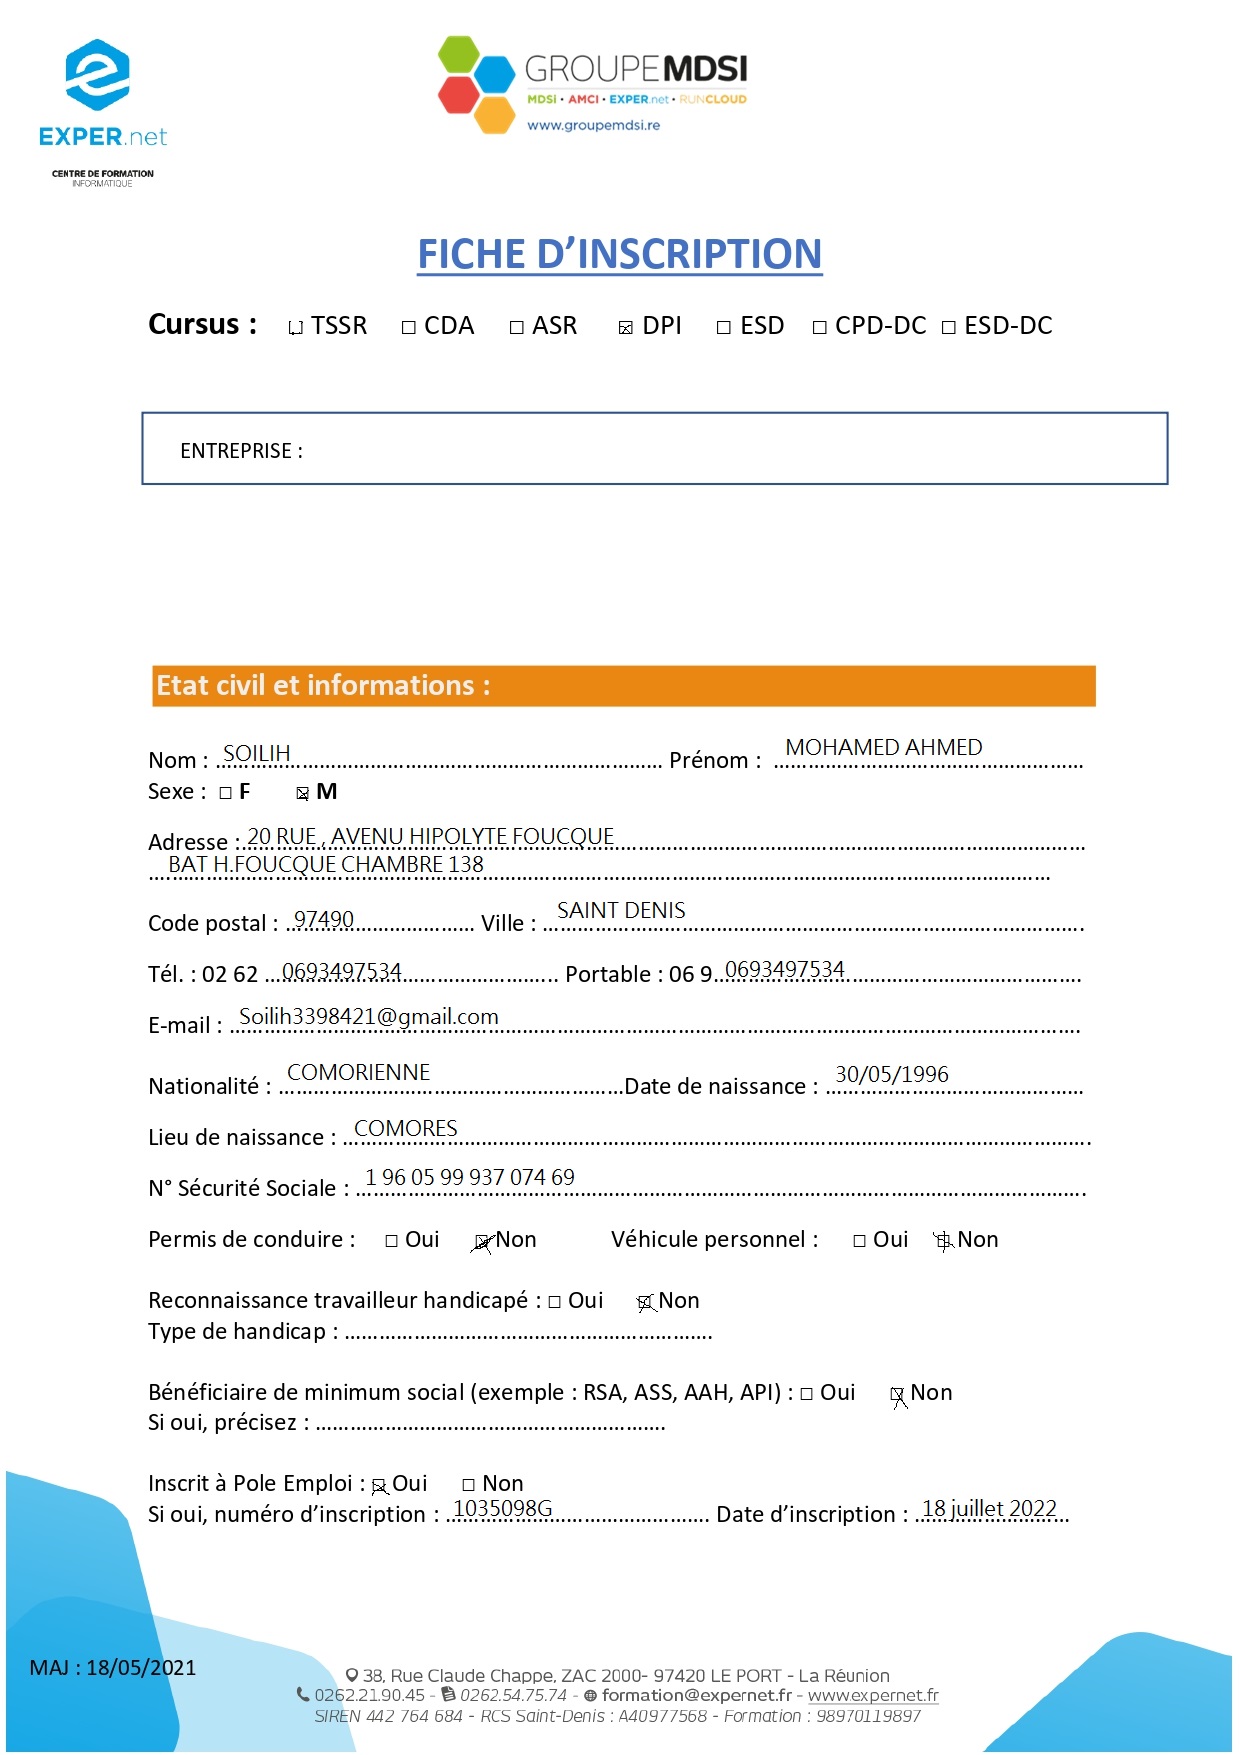 EXPER.net
CENTRE DE FORMATION
INFORMATIQUE
GROUPEMDSI
MDSI • AMCI • EXPER.net • RUNCLOUD
www.groupemdsi.re
FICHE D’INSCRIPTION
Cursus : □ TSSR □ CDA □ ASR ☒ DPI □ ESD □ CPD-DC □ ESD-DC
ENTREPRISE :
Etat civil et informations :
Nom : SOILIH Prénom : MOHAMED AHMED
Sexe : □ F ☒ M
Adresse : 20 RUE , AVENU HIPOLYTE FOUCQUE
BAT H.FOUCQUE CHAMBRE 138
Code postal : 97490 Ville : SAINT DENIS
Tél. : 02 62 0693497534 Portable : 06 9 0693497534
E-mail : Soilih3398421@gmail.com
Nationalité : COMORIENNE Date de naissance : 30/05/1996
Lieu de naissance : COMORES
N° Sécurité Sociale : 1 96 05 99 937 074 69
Permis de conduire : □ Oui ☒ Non Véhicule personnel : □ Oui ☒ Non
Reconnaissance travailleur handicapé : □ Oui ☒ Non
Type de handicap :
Bénéficiaire de minimum social (exemple : RSA, ASS, AAH, API) : □ Oui ☒ Non
Si oui, précisez :
Inscrit à Pole Emploi : ☒ Oui □ Non
Si oui, numéro d’inscription : 1035098G Date d’inscription : 18 juillet 2022
MAJ : 18/05/2021
38, Rue Claude Chappe, ZAC 2000- 97420 LE PORT - La Réunion
0262.21.90.45 - 0262.54.75.74 - formation@expernet.fr - www.expernet.fr
SIREN 442 764 684 - RCS Saint-Denis : A40977568 - Formation : 98970119897